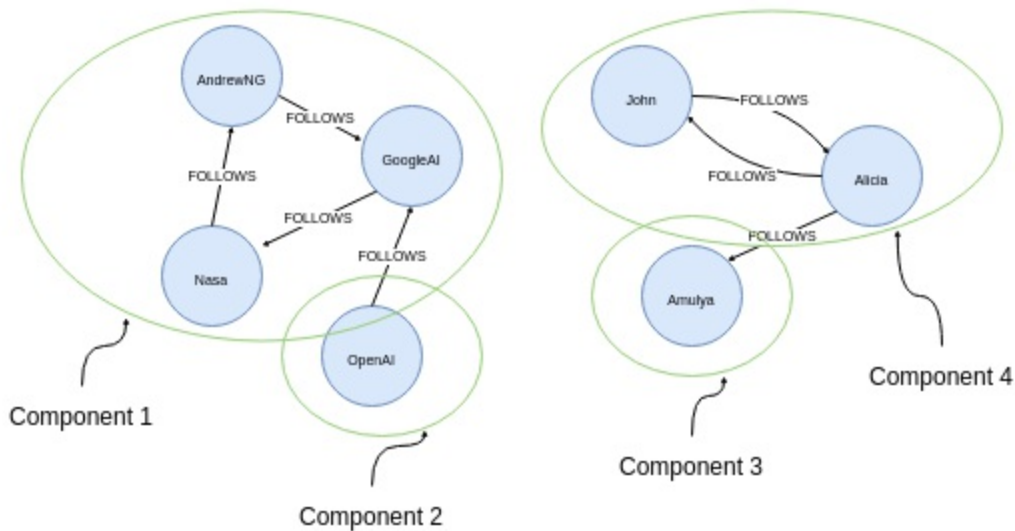 AndrewNG
FOLLOWS
GoogleAI
FOLLOWS
FOLLOWS
FOLLOWS
Nasa
OpenAI
Component 1
Component 2
John
FOLLOWS
FOLLOWS
Alicia
FOLLOWS
Amulya
Component 4
Component 3